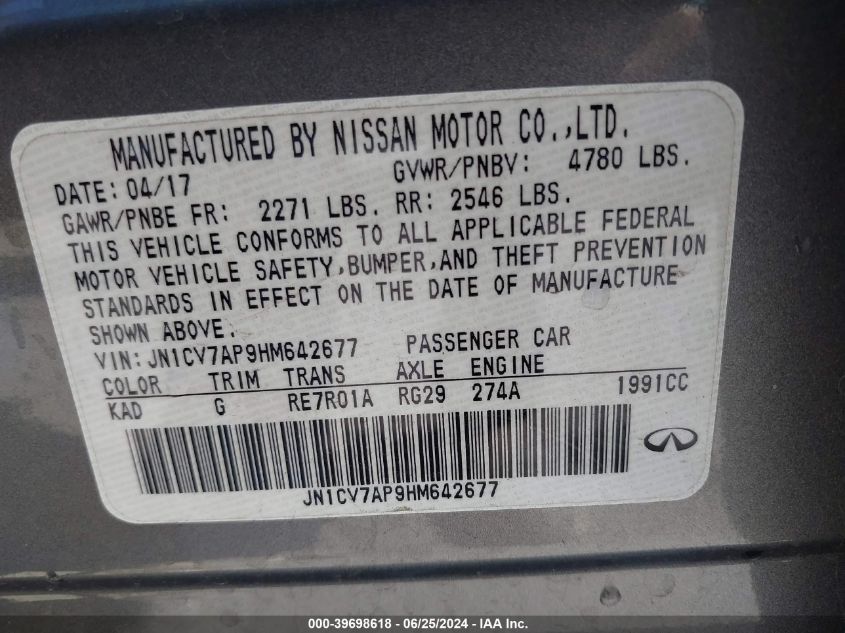 MANUFACTURED BY NISSAN MOTOR CO.,LTD.
DATE: 04/17 GVWR/PNBV: 4780 LBS.
GAWR/PNBE FR: 2271 LBS. RR: 2546 LBS.
THIS VEHICLE CONFORMS TO ALL APPLICABLE FEDERAL
MOTOR VEHICLE SAFETY,BUMPER,AND THEFT PREVENTION
STANDARDS IN EFFECT ON THE DATE OF MANUFACTURE
SHOWN ABOVE.
VIN: JN1CV7AP9HM642677 PASSENGER CAR
COLOR TRIM TRANS AXLE ENGINE
KAD G RE7R01A RG29 274A 1991CC
JN1CV7AP9HM642677
000-39698618 - 06/25/2024 - IAAI.COM.